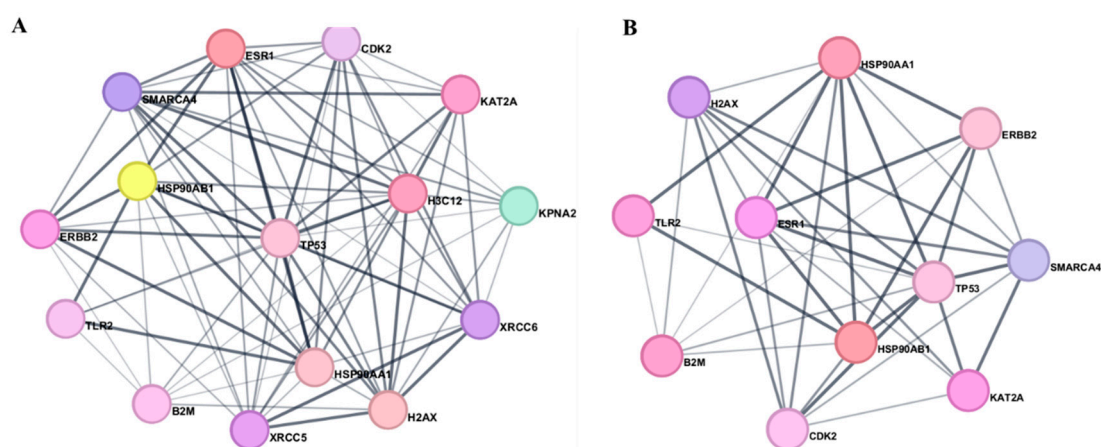 A
ESR1
CDK2
SMARCA4
KAT2A
HSP90AB1
H3C12
KPNA2
ERBB2
TP53
TLR2
XRCC6
HSP90AA1
B2M
H2AX
XRCC5
B
HSP90AA1
H2AX
ERBB2
TLR2
ESR1
SMARCA4
TP53
HSP90AB1
B2M
KAT2A
CDK2